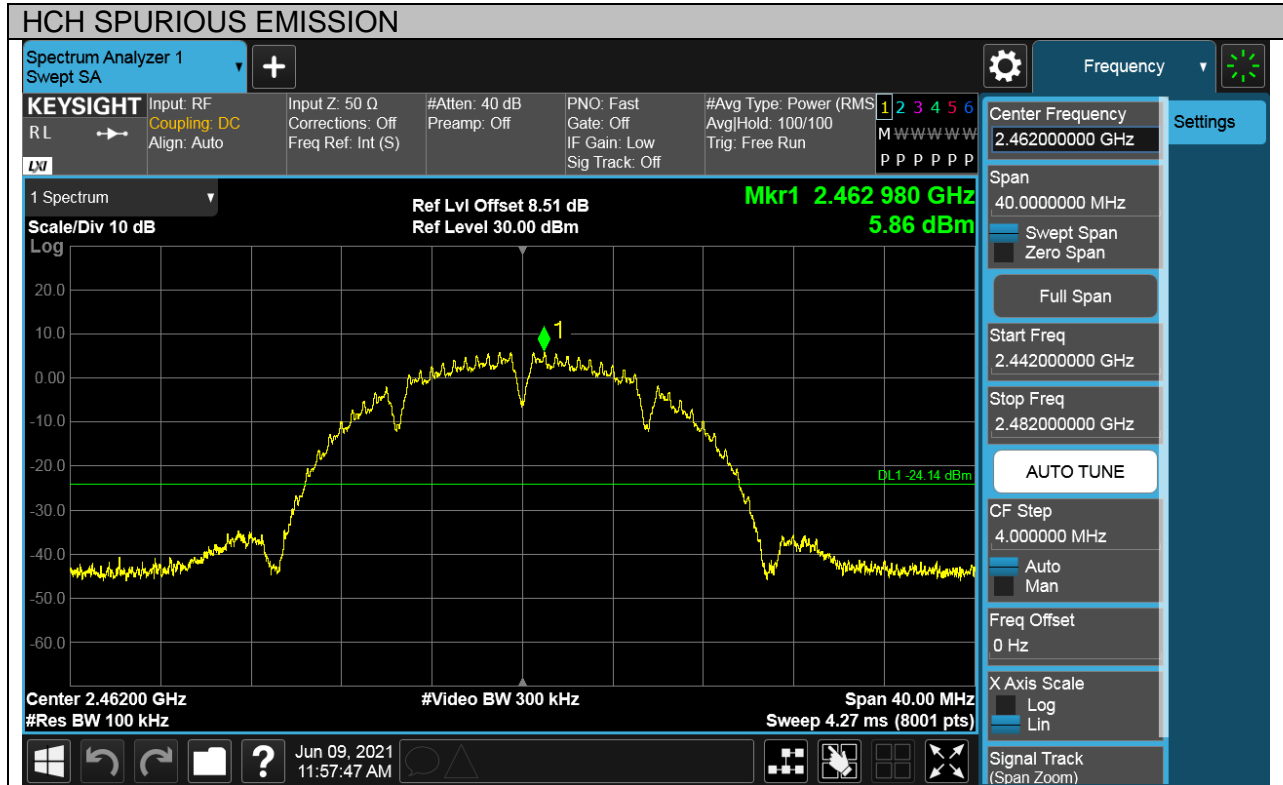 HCH SPURIOUS EMISSION
Spectrum Analyzer 1
Swept SA
Frequency
KEYSIGHT
RL
LXI
Input: RF
Coupling: DC
Align: Auto
Input Z: 50 Ω
Corrections: Off
Freq Ref: Int (S)
#Atten: 40 dB
Preamp: Off
PNO: Fast
Gate: Off
IF Gain: Low
Sig Track: Off
#Avg Type: Power (RMS
Avg|Hold: 100/100
Trig: Free Run
1 2 3 4 5 6
M W W W W W
P P P P P P
1 Spectrum
Scale/Div 10 dB
Log
Ref Lvl Offset 8.51 dB
Ref Level 30.00 dBm
Mkr1 2.462 980 GHz
5.86 dBm
20.0
10.0
0.00
-10.0
-20.0
-30.0
-40.0
-50.0
-60.0
1
DL1 -24.14 dBm
Center 2.46200 GHz
#Res BW 100 kHz
#Video BW 300 kHz
Span 40.00 MHz
Sweep 4.27 ms (8001 pts)
Center Frequency
2.462000000 GHz
Settings
Span
40.0000000 MHz
Swept Span
Zero Span
Full Span
Start Freq
2.442000000 GHz
Stop Freq
2.482000000 GHz
AUTO TUNE
CF Step
4.000000 MHz
Auto
Man
Freq Offset
0 Hz
X Axis Scale
Log
Lin
Signal Track
(Span Zoom)
?
Jun 09, 2021
11:57:47 AM